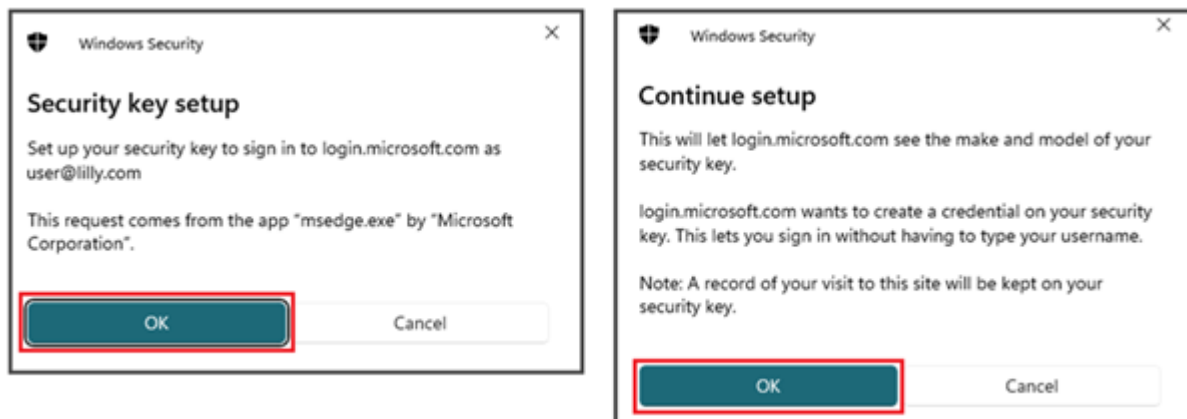 Windows Security
Security key setup
Set up your security key to sign in to login.microsoft.com as
user@lilly.com
This request comes from the app “msedge.exe” by “Microsoft
Corporation”.
OK
Cancel
Windows Security
Continue setup
This will let login.microsoft.com see the make and model of your
security key.
login.microsoft.com wants to create a credential on your security
key. This lets you sign in without having to type your username.
Note: A record of your visit to this site will be kept on your
security key.
OK
Cancel